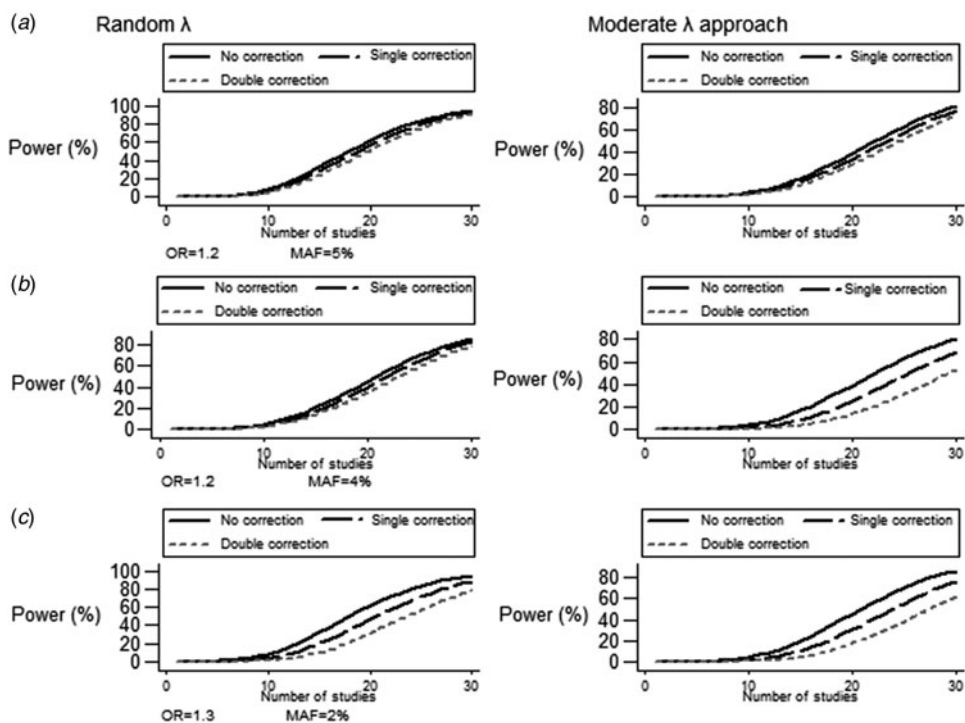 (a)
Random λ
Moderate λ approach
No correction
Single correction
Double correction
No correction
Single correction
Double correction
Power (%)
100
80
60
40
20
0
0
10
20
30
Number of studies
OR=1.2
MAF=5%
Power (%)
80
60
40
20
0
0
10
20
30
Number of studies
(b)
No correction
Single correction
Double correction
No correction
Single correction
Double correction
Power (%)
80
60
40
20
0
0
10
20
30
Number of studies
OR=1.2
MAF=4%
Power (%)
80
60
40
20
0
0
10
20
30
Number of studies
(c)
No correction
Single correction
Double correction
No correction
Single correction
Double correction
Power (%)
100
80
60
40
20
0
0
10
20
30
Number of studies
OR=1.3
MAF=2%
Power (%)
80
60
40
20
0
0
10
20
30
Number of studies